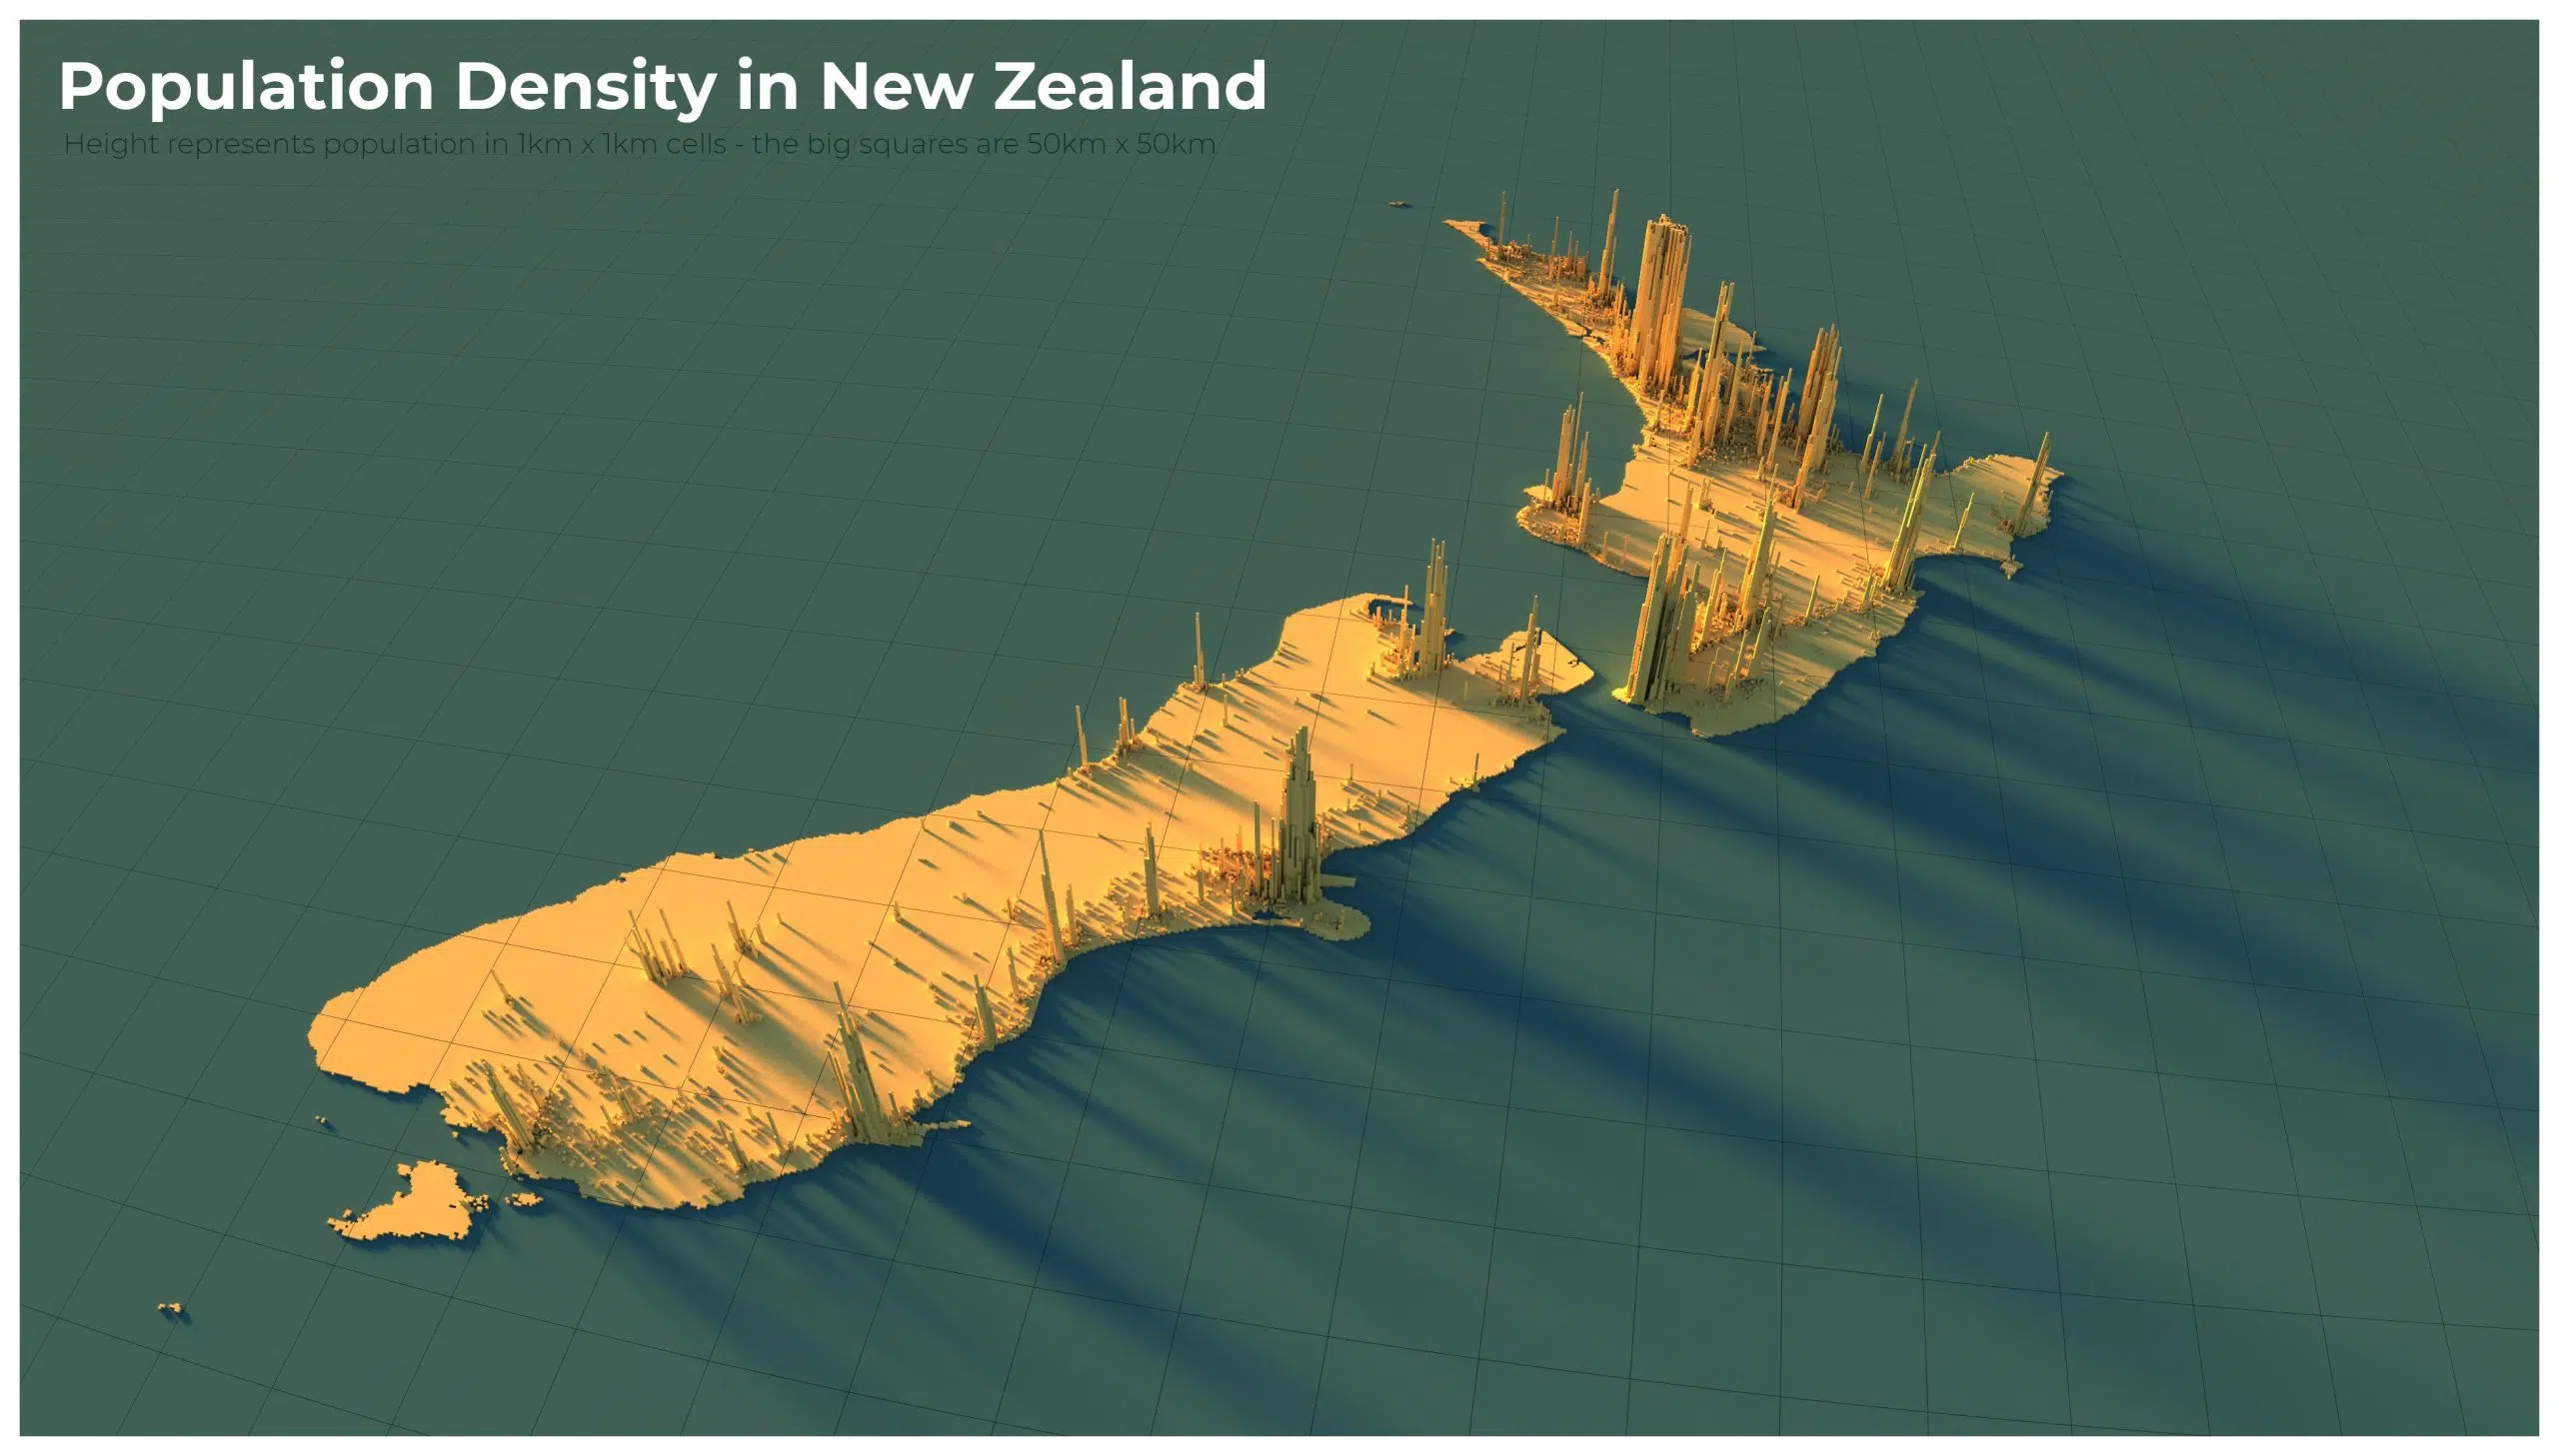 Population Density in New Zealand
Height represents population in 1km x 1km cells - the big squares are 50km x 50km